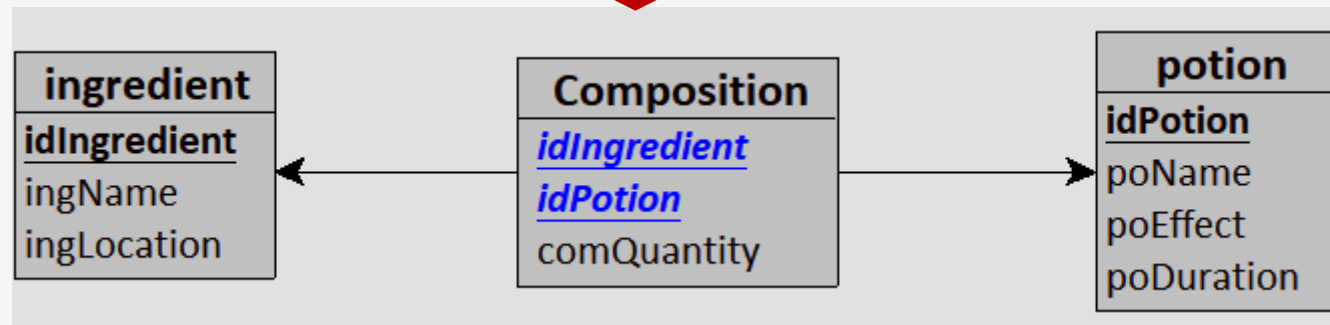 ingredient
idIngredient
ingName
ingLocation
Composition
idIngredient
idPotion
comQuantity
potion
idPotion
poName
poEffect
poDuration